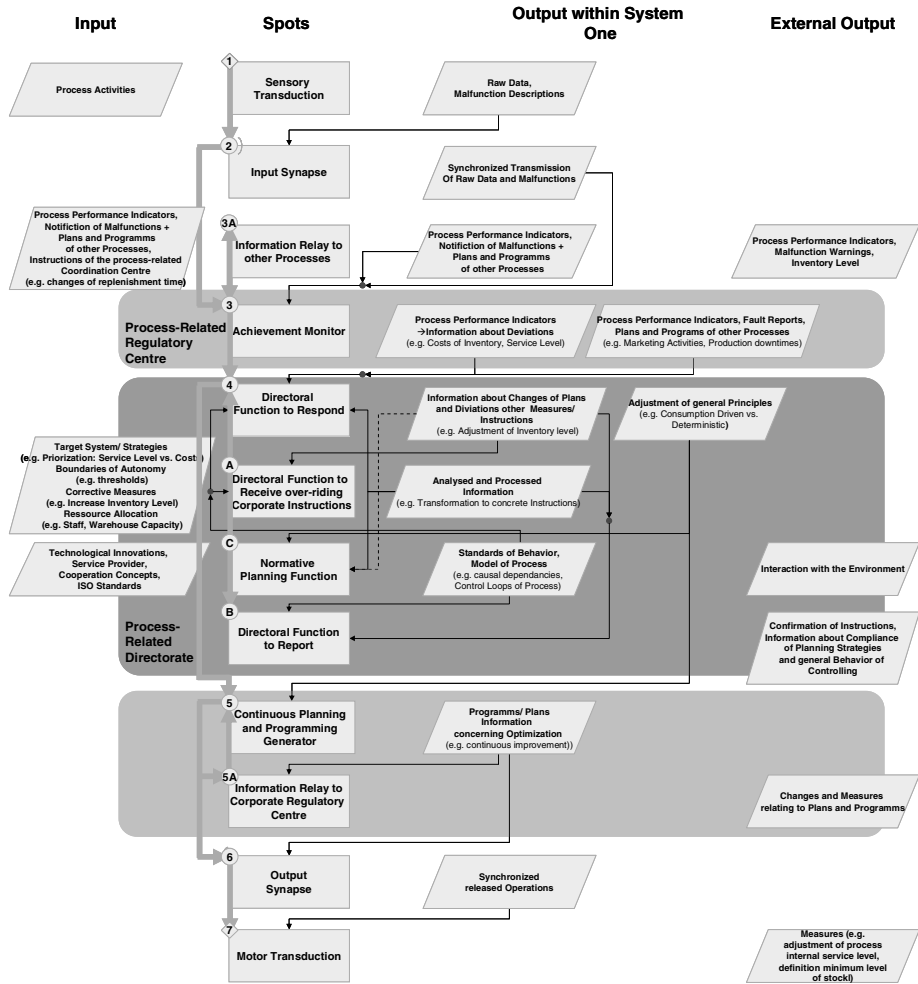 Input
Spots
Output within System
One
External Output
1
Process Activities
Sensory
Transduction
Raw Data,
Malfunction Descriptions
2
Input Synapse
Synchronized Transmission
Of Raw Data and Malfunctions
Process Performance Indicators,
Notifiction of Malfunctions +
Plans and Programms
of other Processes,
Instructions of the process-related
Coordination Centre
(e.g. changes of replenishment time)
3A
Information Relay to
other Processes
Process Performance Indicators,
Notifiction of Malfunctions +
Plans and Programms
of other Processes
Process Performance Indicators,
Malfunction Warnings,
Inventory Level
Process-Related
Regulatory
Centre
3
Achievement Monitor
Process Performance Indicators
→Information about Deviations
(e.g. Costs of Inventory, Service Level)
Process Performance Indicators, Fault Reports,
Plans and Programs of other Processes
(e.g. Marketing Activities, Production downtimes)
4
Directoral
Function to Respond
Information about Changes of Plans
and Diviations other Measures/
Instructions
(e.g. Adjustment of Inventory level)
Adjustment of general Principles
(e.g. Consumption Driven vs.
Deterministic)
Target System/ Strategies
(e.g. Priorization: Service Level vs. Costs)
Boundaries of Autonomy
(e.g. thresholds)
Corrective Measures
(e.g. Increase Inventory Level)
Ressource Allocation
(e.g. Staff, Warehouse Capacity)
A
Directoral Function to
Receive over-riding
Corporate Instructions
Analysed and Processed
Information
(e.g. Transformation to concrete Instructions)
Technological Innovations,
Service Provider,
Cooperation Concepts,
ISO Standards
C
Normative
Planning Function
Standards of Behavior,
Model of Process
(e.g. causal dependancies,
Control Loops of Process)
Interaction with the Environment
Process-
Related
Directorate
B
Directoral Function
to Report
Confirmation of Instructions,
Information about Compliance
of Planning Strategies
and general Behavior of
Controlling
5
Continuous Planning
and Programming
Generator
Programms/ Plans
Information
concerning Optimization
(e.g. continuous improvement))
5A
Information Relay to
Corporate Regulatory
Centre
Changes and Measures
relating to Plans and Programms
6
Output
Synapse
Synchronized
released Operations
7
Motor Transduction
Measures (e.g.
adjustment of process
internal service level,
definition minimum level
of stockl)